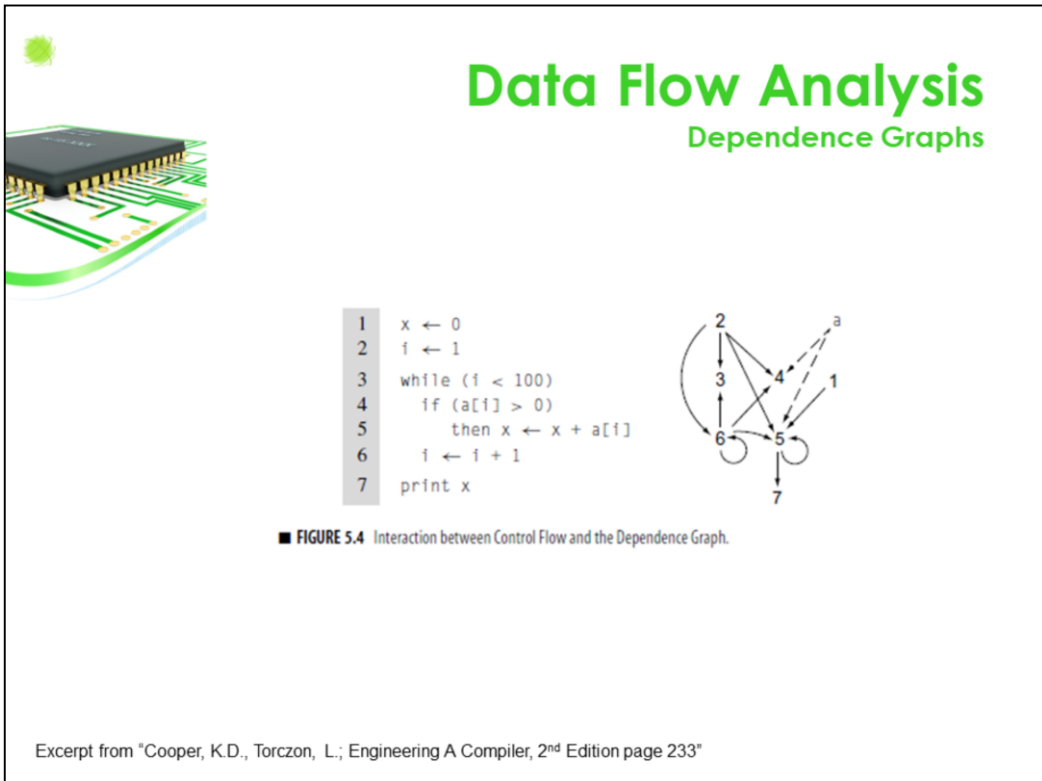 Data Flow Analysis
Dependence Graphs
1 x ← 0
2 i ← 1
3 while (i < 100)
4 if (a[i] > 0)
5 then x ← x + a[i]
6 i ← i + 1
7 print x
2 a
3 4 1
6 5
7
■ FIGURE 5.4 Interaction between Control Flow and the Dependence Graph.
Excerpt from “Cooper, K.D., Torczon, L.; Engineering A Compiler, 2nd Edition page 233”